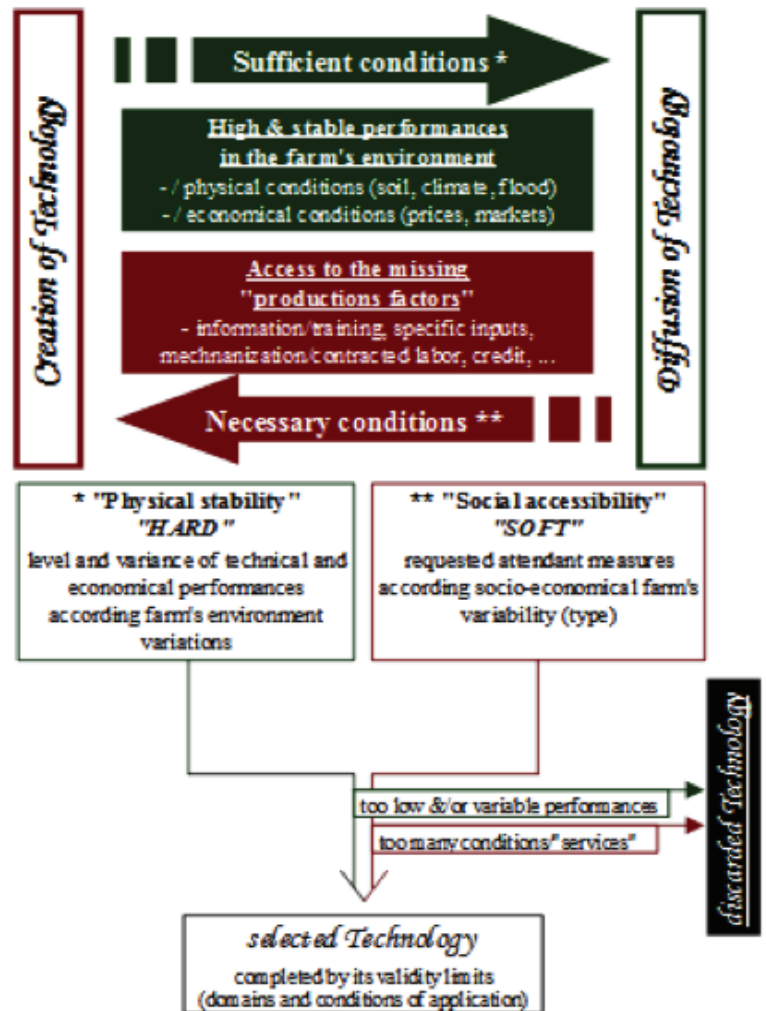 Creation of Technology
Sufficient conditions *
High & stable performances
in the farm's environment
- / physical conditions (soil, climate, flood)
- / economical conditions (prices, markets)
Access to the missing
"productions factors"
- information/training, specific inputs,
mechnanization/contracted labor, credit, ...
Necessary conditions **
Diffusion of Technology
* "Physical stability"
"HARD"
level and variance of technical and
economical performances
according farm's environment
variations
** "Social accessibility"
"SOFT"
requested attendant measures
according socio-economical farm's
variability (type)
too low &/or variable performances
too many conditions/"services"
discarded Technology
selected Technology
completed by its validity limits
(domains and conditions of application)